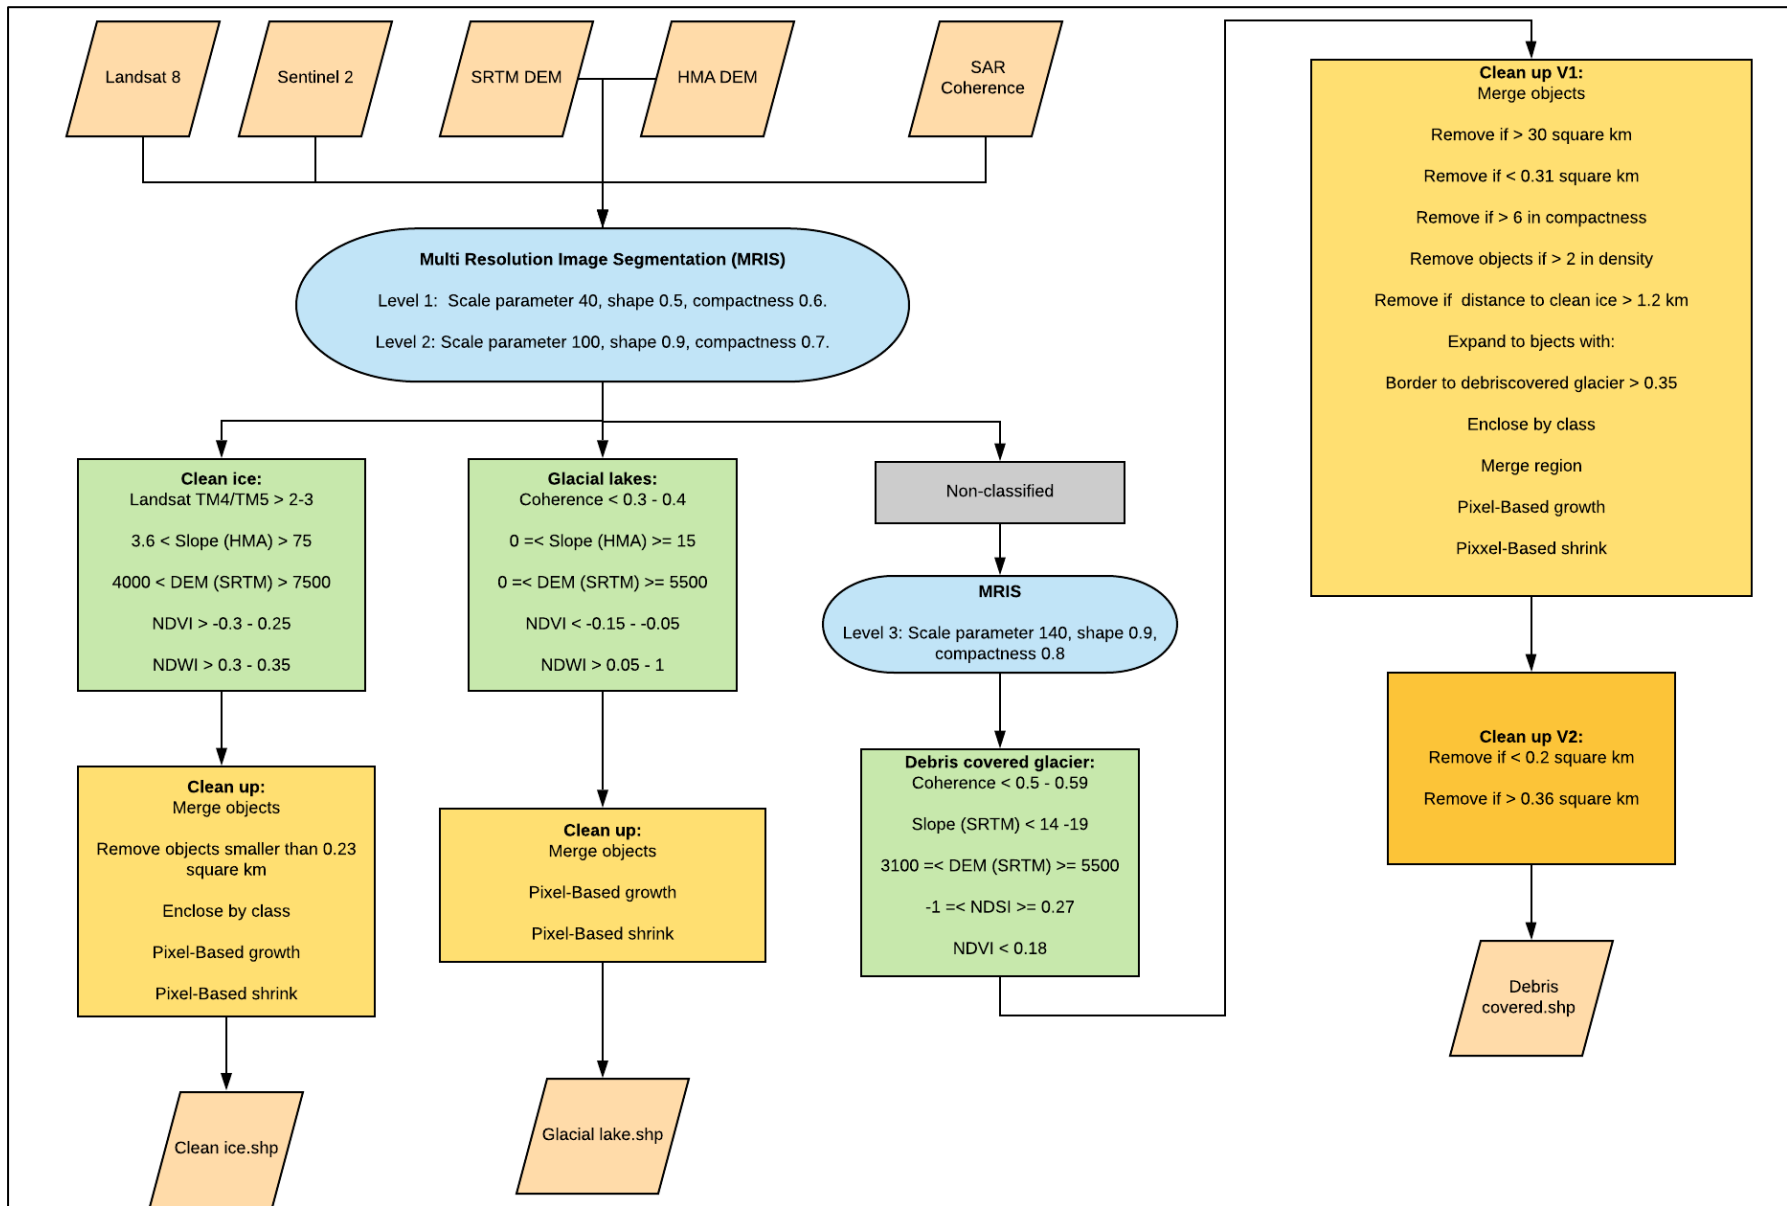 Landsat 8
Sentinel 2
SRTM DEM
HMA DEM
SAR
Coherence
Multi Resolution Image Segmentation (MRIS)
Level 1:  Scale parameter 40, shape 0.5, compactness 0.6.
Level 2: Scale parameter 100, shape 0.9, compactness 0.7.
Clean ice:
Landsat TM4/TM5 > 2-3
3.6 < Slope (HMA) > 75
4000 < DEM (SRTM) > 7500
NDVI > -0.3 - 0.25
NDWI > 0.3 - 0.35
Clean up:
Merge objects
Remove objects smaller than 0.23
square km
Enclose by class
Pixel-Based growth
Pixel-Based shrink
Clean ice.shp
Glacial lakes:
Coherence < 0.3 - 0.4
0 =< Slope (HMA) >= 15
0 =< DEM (SRTM) >= 5500
NDVI < -0.15 - -0.05
NDWI > 0.05 - 1
Clean up:
Merge objects
Pixel-Based growth
Pixel-Based shrink
Glacial lake.shp
Non-classified
MRIS
Level 3: Scale parameter 140, shape 0.9,
compactness 0.8
Debris covered glacier:
Coherence < 0.5 - 0.59
Slope (SRTM) < 14 -19
3100 =< DEM (SRTM) >= 5500
-1 =< NDSI >= 0.27
NDVI < 0.18
Clean up V1:
Merge objects
Remove if > 30 square km
Remove if < 0.31 square km
Remove if > 6 in compactness
Remove objects if > 2 in density
Remove if  distance to clean ice > 1.2 km
Expand to bjects with:
Border to debriscovered glacier > 0.35
Enclose by class
Merge region
Pixel-Based growth
Pixxel-Based shrink
Clean up V2:
Remove if < 0.2 square km
Remove if > 0.36 square km
Debris
covered.shp